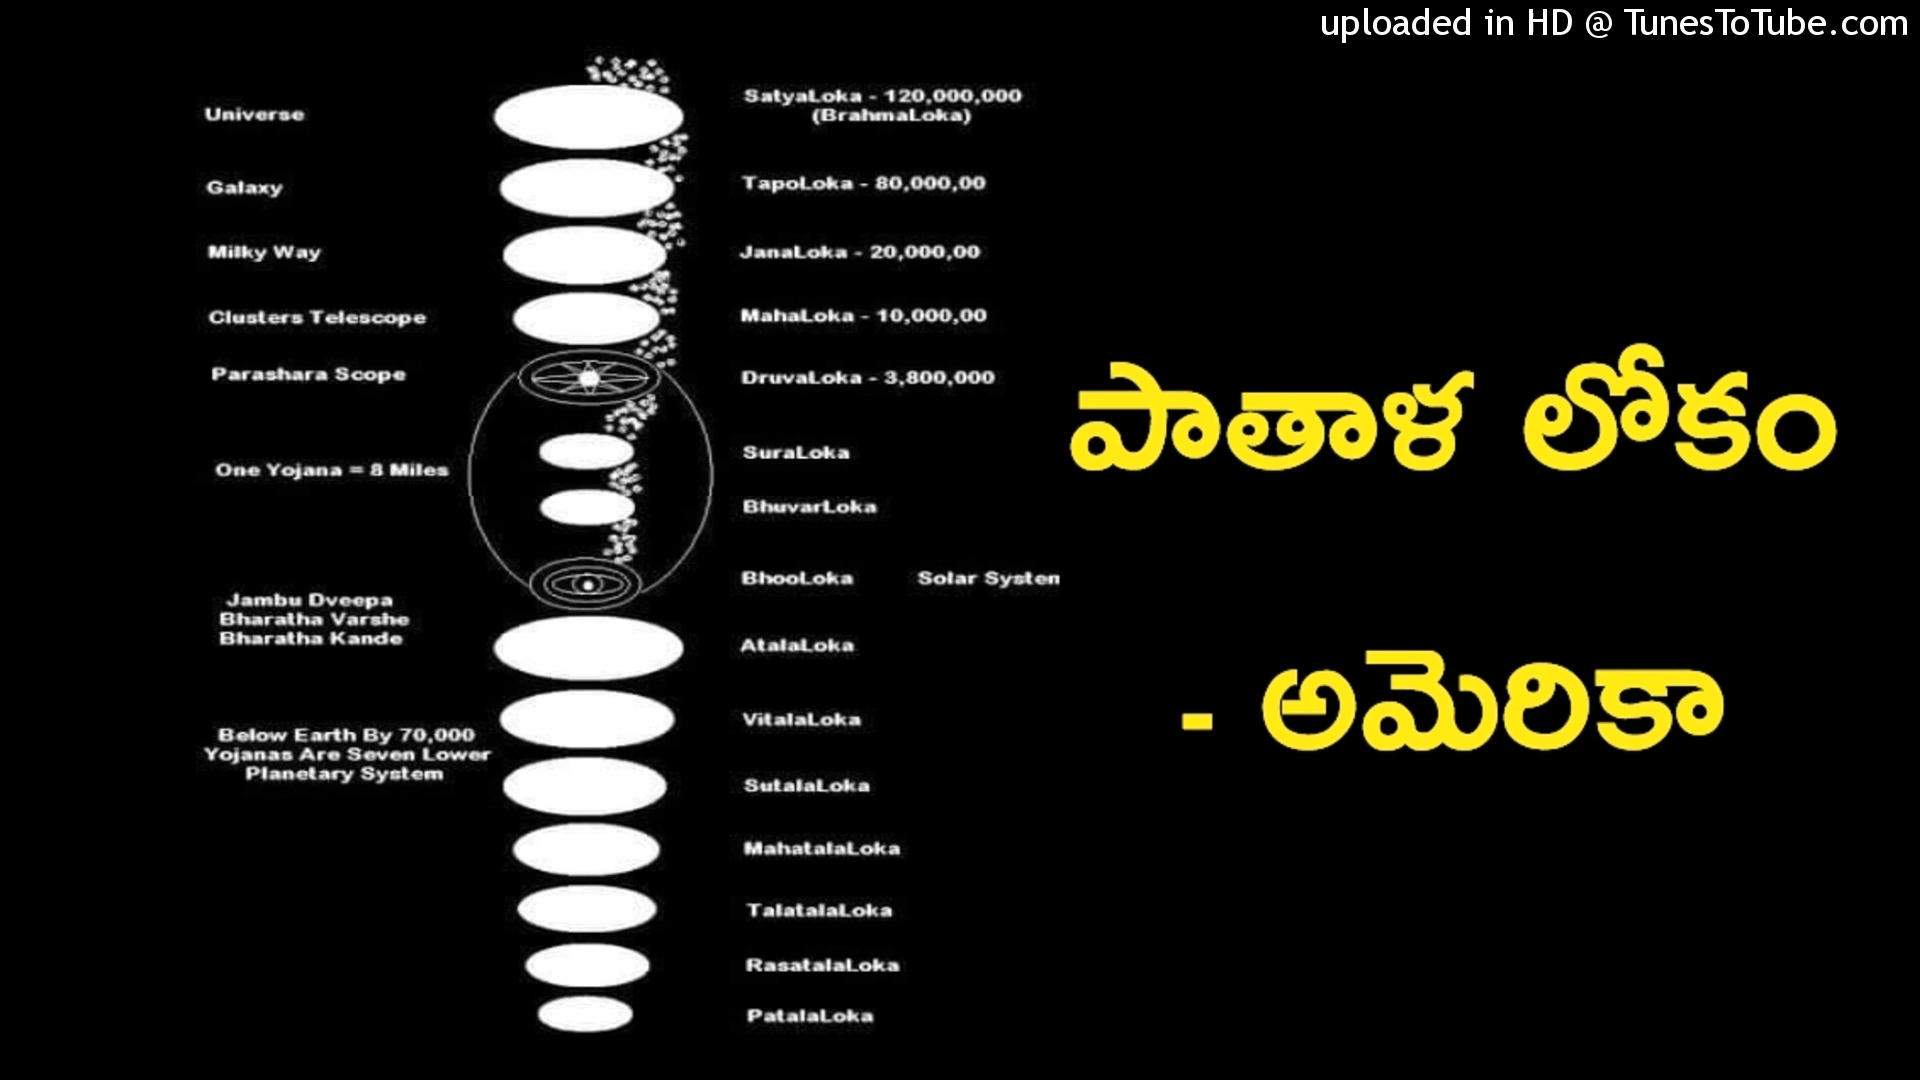 uploaded in HD @ TunesToTube.com
Universe
SatyaLoka - 120,000,000
(BrahmaLoka)
Galaxy
TapoLoka - 80,000,00
Milky Way
JanaLoka - 20,000,00
Clusters Telescope
MahaLoka - 10,000,00
Parashara Scope
DruvaLoka - 3,800,000
పాతాళ లోకం
One Yojana = 8 Miles
SuraLoka
BhuvarLoka
BhooLoka Solar System
Jambu Dveepa
Bharatha Varshe
Bharatha Kande
AtalaLoka
- అమెరికా
VitalaLoka
Below Earth By 70,000
Yojanas Are Seven Lower
Planetary System
SutalaLoka
MahatalaLoka
TalatalaLoka
RasatalaLoka
PatalaLoka